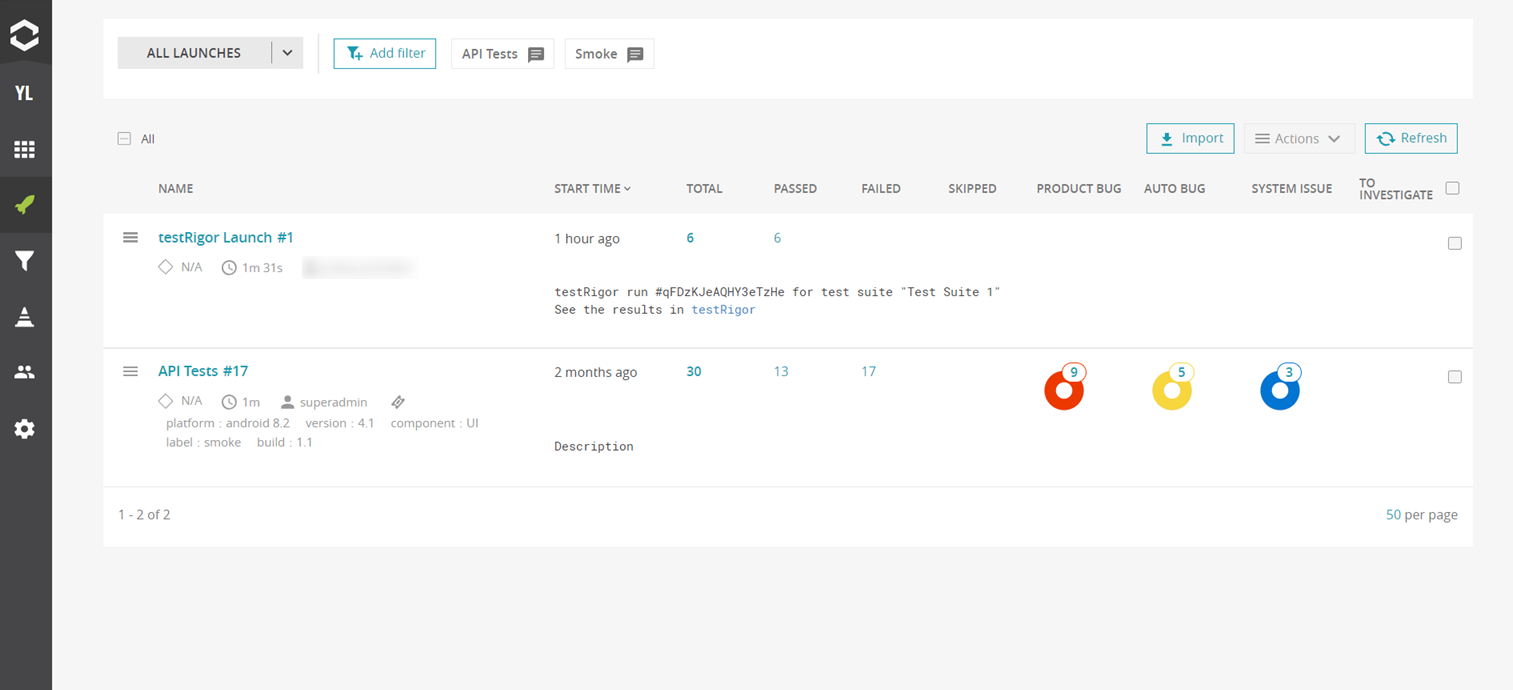 ALL LAUNCHES
Add filter
API Tests
Smoke
YL
All
Import
Actions
Refresh
NAME START TIME TOTAL PASSED FAILED SKIPPED PRODUCT BUG AUTO BUG SYSTEM ISSUE TO INVESTIGATE
testRigor Launch #1 1 hour ago 6 6
N/A 1m 31s
testRigor run #qFDzKJeAQHY3eTzHe for test suite "Test Suite 1"
See the results in testRigor
API Tests #17 2 months ago 30 13 17 9 5 3
N/A 1m superadmin
platform : android 8.2 version : 4.1 component : UI
label : smoke build : 1.1
Description
1 - 2 of 2
50 per page